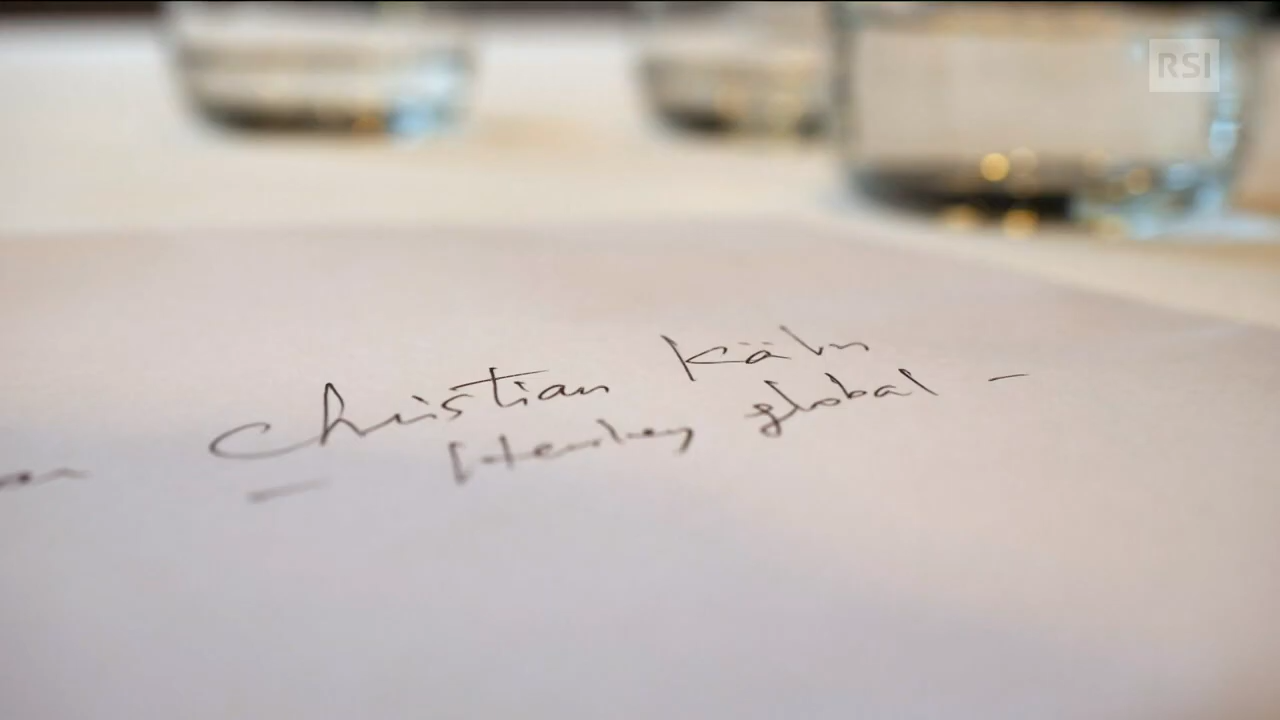 RSI
Christian Kälin
— Henley global —